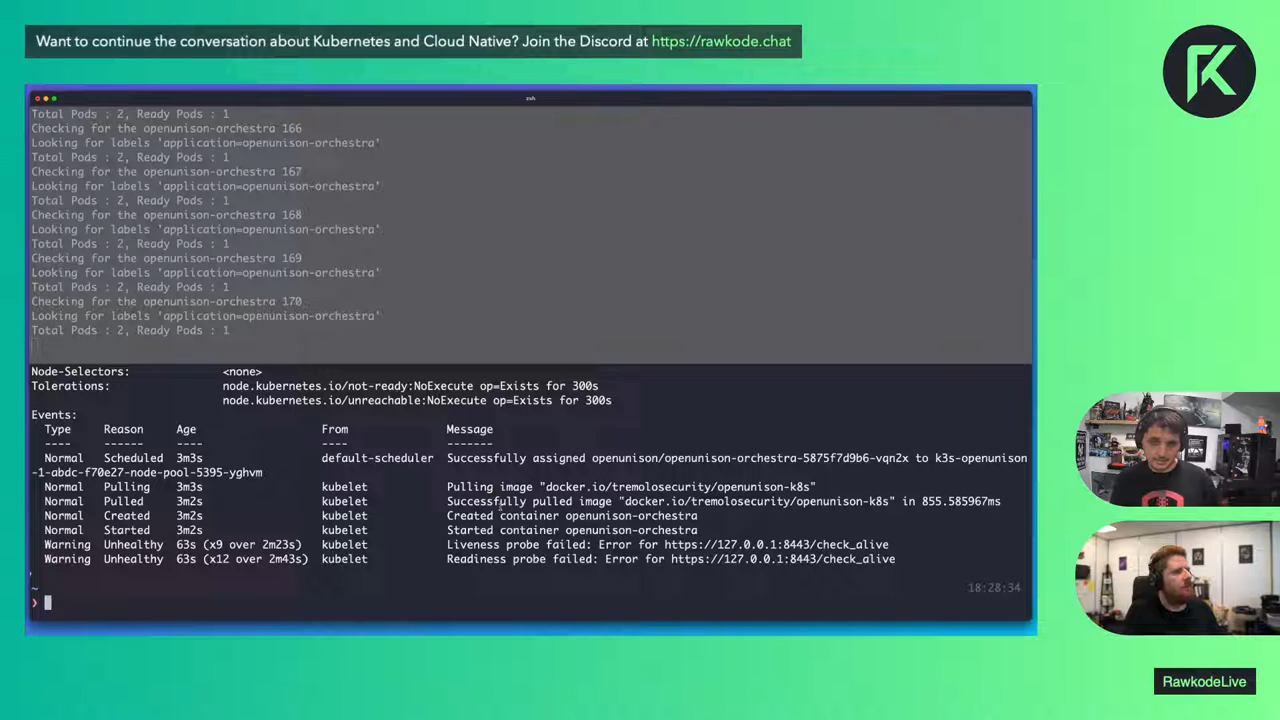 Want to continue the conversation about Kubernetes and Cloud Native? Join the Discord at https://rawkode.chat
zsh
Total Pods : 2, Ready Pods : 1
Checking for the openunison-orchestra 166
Looking for labels 'application=openunison-orchestra'
Total Pods : 2, Ready Pods : 1
Checking for the openunison-orchestra 167
Looking for labels 'application=openunison-orchestra'
Total Pods : 2, Ready Pods : 1
Checking for the openunison-orchestra 168
Looking for labels 'application=openunison-orchestra'
Total Pods : 2, Ready Pods : 1
Checking for the openunison-orchestra 169
Looking for labels 'application=openunison-orchestra'
Total Pods : 2, Ready Pods : 1
Checking for the openunison-orchestra 170
Looking for labels 'application=openunison-orchestra'
Total Pods : 2, Ready Pods : 1
Node-Selectors: <none>
Tolerations: node.kubernetes.io/not-ready:NoExecute op=Exists for 300s
node.kubernetes.io/unreachable:NoExecute op=Exists for 300s
Events:
Type Reason Age From Message
---- ------ ---- ---- -------
Normal Scheduled 3m3s default-scheduler Successfully assigned openunison/openunison-orchestra-5875f7d9b6-vqn2x to k3s-openunison
-1-abdc-f70e27-node-pool-5395-yghvm
Normal Pulling 3m3s kubelet Pulling image "docker.io/tremolosecurity/openunison-k8s"
Normal Pulled 3m2s kubelet Successfully pulled image "docker.io/tremolosecurity/openunison-k8s" in 855.585967ms
Normal Created 3m2s kubelet Created container openunison-orchestra
Normal Started 3m2s kubelet Started container openunison-orchestra
Warning Unhealthy 63s (x9 over 2m23s) kubelet Liveness probe failed: Error for https://127.0.0.1:8443/check_alive
Warning Unhealthy 63s (x12 over 2m43s) kubelet Readiness probe failed: Error for https://127.0.0.1:8443/check_alive
~ 18:28:34
❯
RawkodeLive